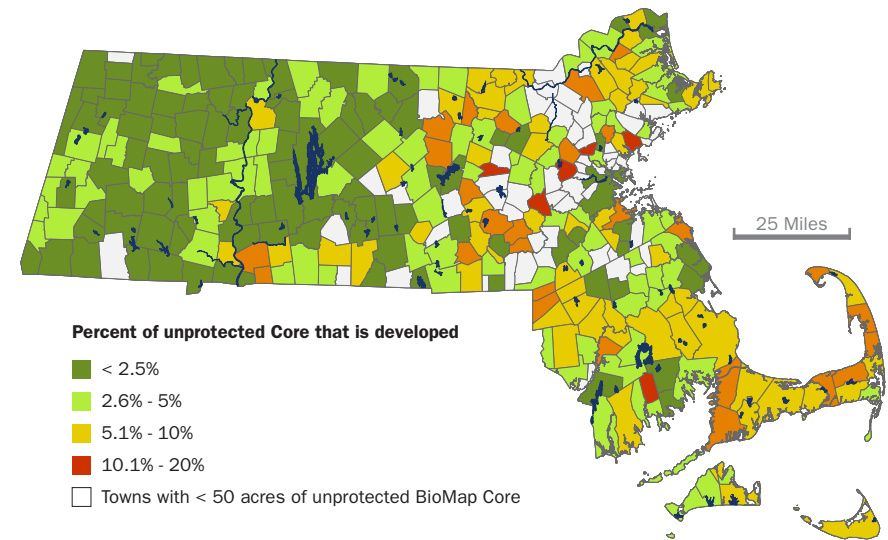 25 Miles
Percent of unprotected Core that is developed
< 2.5%
2.6% - 5%
5.1% - 10%
10.1% - 20%
Towns with < 50 acres of unprotected BioMap Core